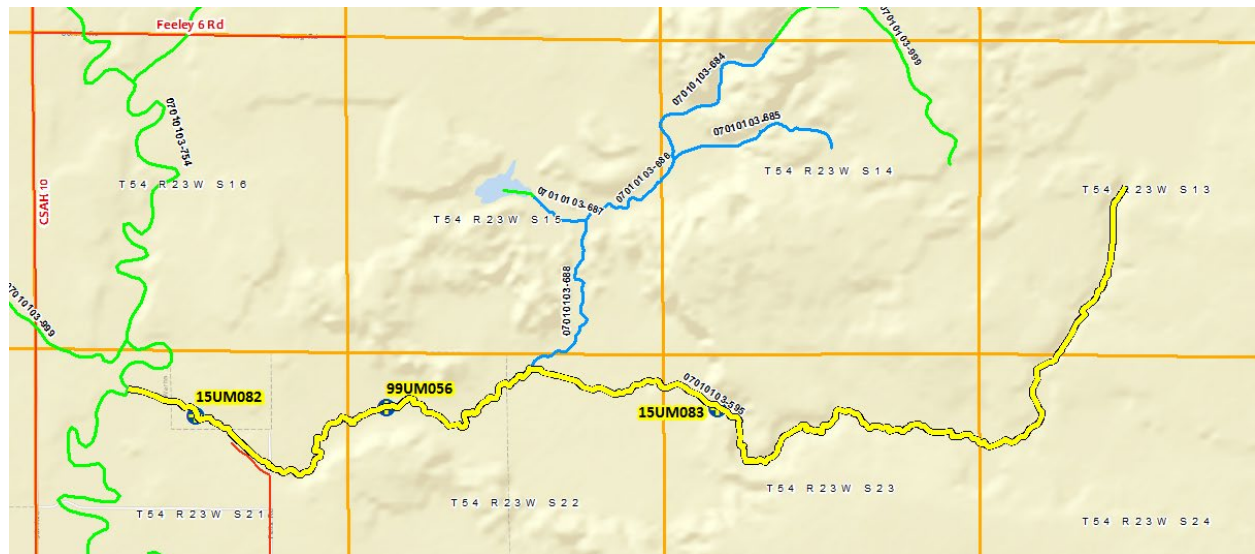 Feeley 6 Rd
07010103-999
07010103-684
07010103-754
07010103-685
07010103-686
T54 R23W S16
T54 R23W S14
T54 R23W S13
CSAH 10
07010103-687
T54 R23W S15
07010103-688
07010103-999
15UM082
99UM056
07010103-595
15UM083
T54 R23W S23
T54 R23W S22
T54 R23W S21
T54 R23W S24